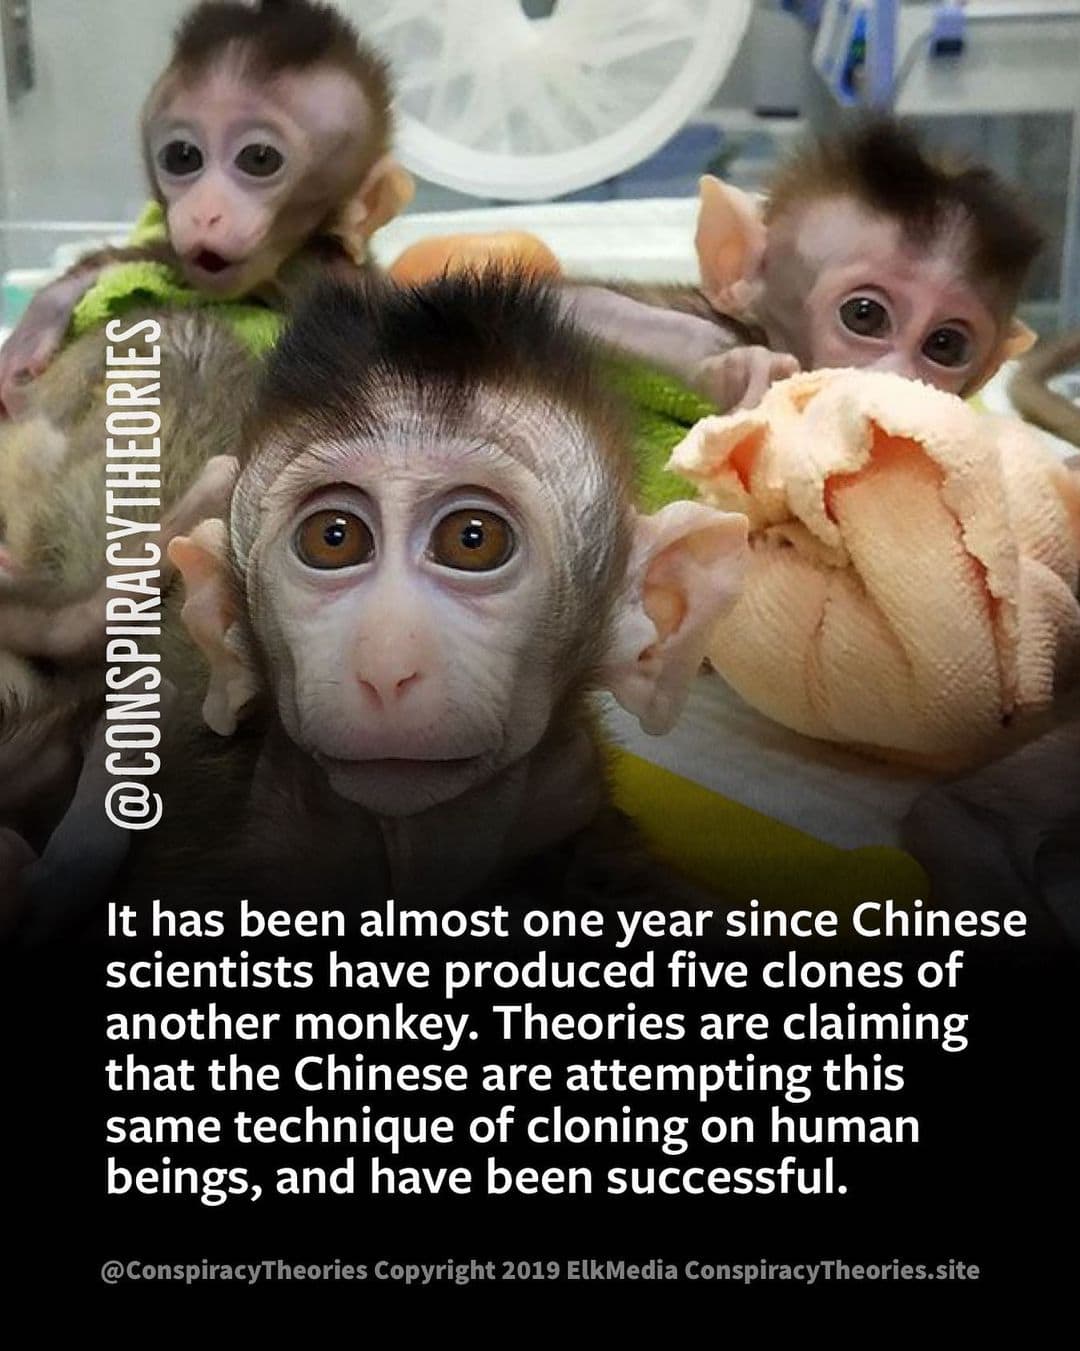 @CONSPIRACYTHEORIES
It has been almost one year since Chinese
scientists have produced five clones of
another monkey. Theories are claiming
that the Chinese are attempting this
same technique of cloning on human
beings, and have been successful.
@ConspiracyTheories Copyright 2019 ElkMedia ConspiracyTheories.site